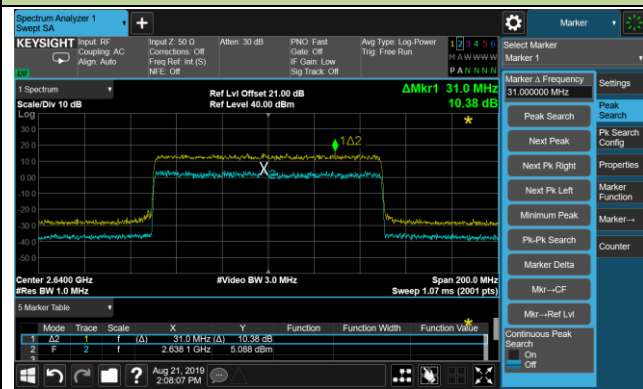 Spectrum Analyzer 1
Swept SA
Marker
KEYSIGHT
Input: RF
Coupling: AC
Align: Auto
Input Z: 50 Ω
Corrections: Off
Freq Ref: Int (S)
NFE: Off
Atten: 30 dB
PNO: Fast
Gate: Off
IF Gain: Low
Sig Track: Off
Avg Type: Log-Power
Trig: Free Run
1 2 3 4 5 6
M A W W W W
P A N N N N
LXI
Select Marker
Marker 1
Marker Δ Frequency
31.000000 MHz
Peak Search
Next Peak
Next Pk Right
Next Pk Left
Minimum Peak
Pk-Pk Search
Marker Delta
Mkr→CF
Mkr→Ref Lvl
Continuous Peak
Search
On
Off
Settings
Peak
Search
Pk Search
Config
Properties
Marker
Function
Marker→
Counter
1 Spectrum
Scale/Div 10 dB
Log
Ref Lvl Offset 21.00 dB
Ref Level 40.00 dBm
ΔMkr1 31.0 MHz
10.38 dB
30.0
20.0
10.0
0.00
-10.0
-20.0
-30.0
-40.0
-50.0
1Δ2
X2
Center 2.6400 GHz
#Res BW 1.0 MHz
#Video BW 3.0 MHz
Span 200.0 MHz
Sweep 1.07 ms (2001 pts)
5 Marker Table
Mode Trace Scale X Y Function Function Width Function Value
1 Δ2 1 f (Δ) 31.0 MHz (Δ) 10.38 dB
2 F 2 f 2.638 1 GHz 5.088 dBm
3
Aug 21, 2019
2:08:07 PM